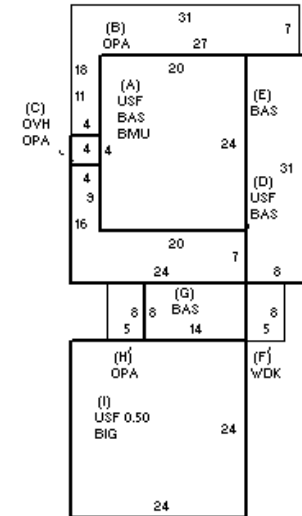 31
(B)
OPA
7
27
18
20
(A)
USF
BAS
BMU
(E)
BAS
11
(C)
OVH
OPA
4
4
4
24
4
31
(D)
USF
BAS
9
16
20
7
24
8
(G)
BAS
8
8
8
5
14
5
(H)
OPA
(F)
WDK
(I)
USF 0.50
BIG
24
24